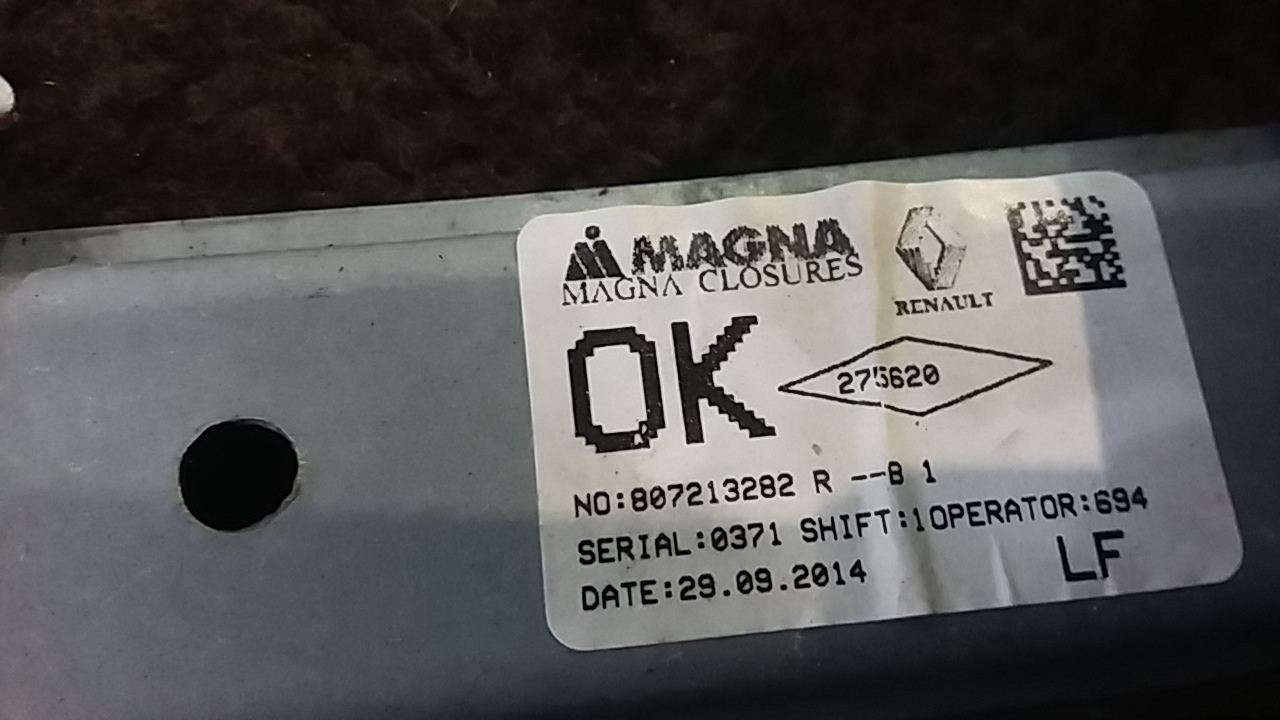 MAGNA
MAGNA CLOSURES
RENAULT
OK
275620
NO:807213282 R --B 1
SERIAL:0371 SHIFT:1OPERATOR:694
DATE:29.09.2014
LF